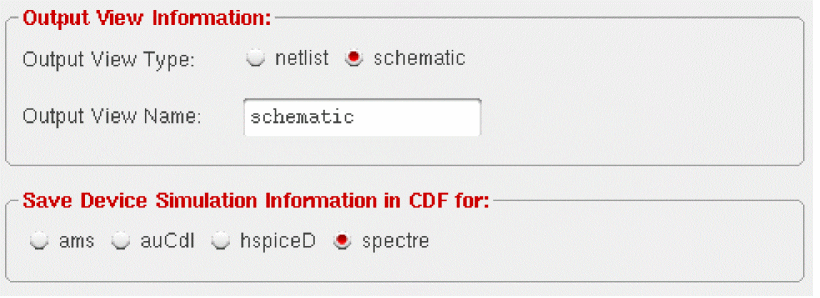 Output View Information:
Output View Type: netlist schematic
Output View Name: schematic
Save Device Simulation Information in CDF for:
ams auCdl hspiceD spectre